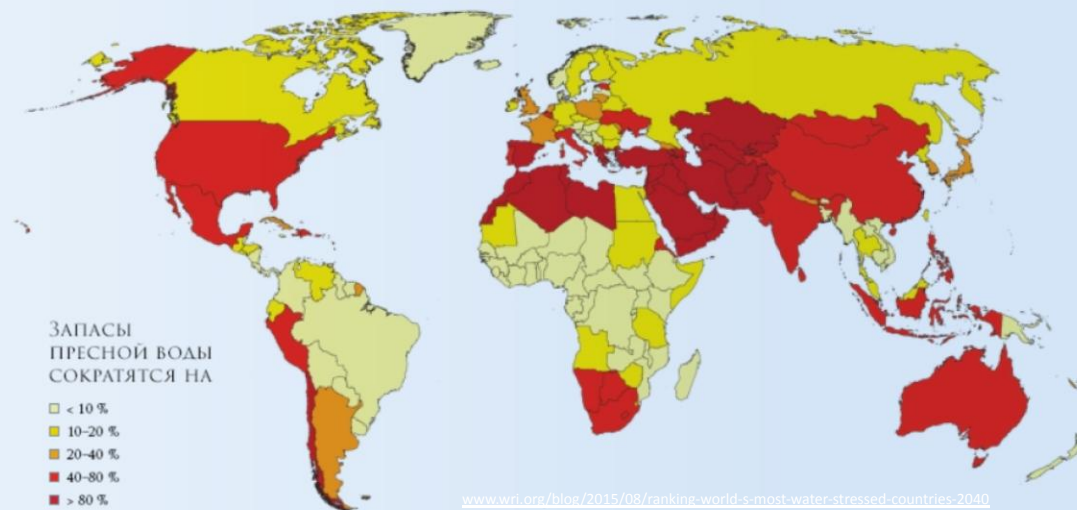 ЗАПАСЫ
ПРЕСНОЙ ВОДЫ
СОКРАТЯТСЯ НА
< 10 %
10–20 %
20–40 %
40–80 %
> 80 %
www.wri.org/blog/2015/08/ranking-world-s-most-water-stressed-countries-2040